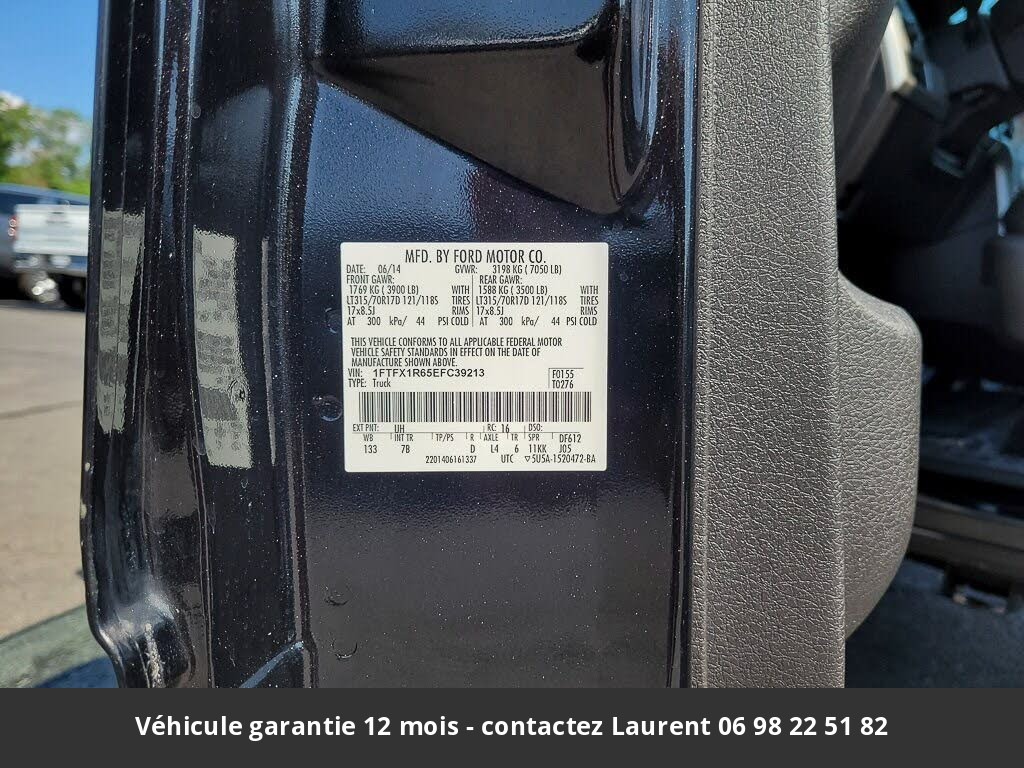 MFD. BY FORD MOTOR CO.
DATE: 06/14 GVWR: 3198 KG ( 7050 LB)
FRONT GAWR: REAR GAWR:
1769 KG ( 3900 LB) WITH 1588 KG ( 3500 LB) WITH
LT315/70R17D 121/118S TIRES LT315/70R17D 121/118S TIRES
17x8.5J RIMS 17x8.5J RIMS
AT 300 kPa/ 44 PSI COLD AT 300 kPa/ 44 PSI COLD
THIS VEHICLE CONFORMS TO ALL APPLICABLE FEDERAL MOTOR
VEHICLE SAFETY STANDARDS IN EFFECT ON THE DATE OF
MANUFACTURE SHOWN ABOVE.
VIN: 1FTFX1R65EFC39213 F0155
TYPE: Truck T0276
EXT PNT: UH RC: 16 DSO:
WB INT TR TP/PS R AXLE TR SPR DF612
133 7B D L4 6 11KK J05
2201406161337 UTC ▽5U5A-1520472-BA
Véhicule garantie 12 mois - contactez Laurent 06 98 22 51 82